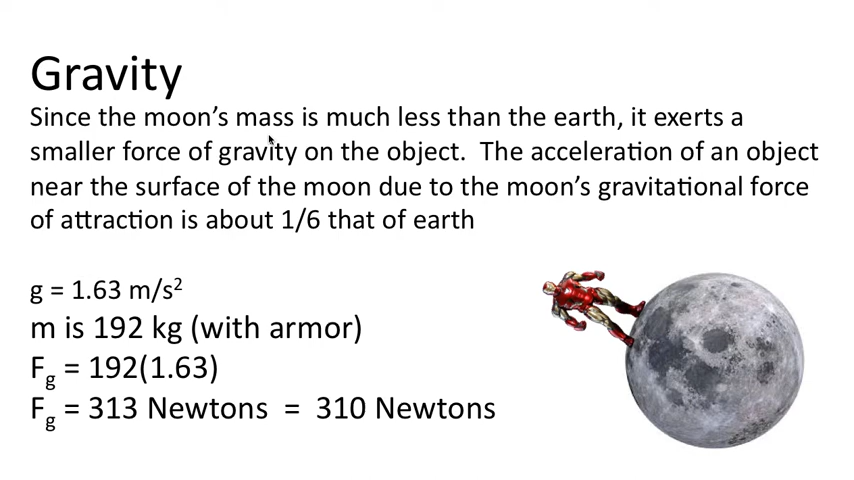 Gravity
Since the moon's mass is much less than the earth, it exerts a
smaller force of gravity on the object.  The acceleration of an object
near the surface of the moon due to the moon's gravitational force
of attraction is about 1/6 that of earth
g = 1.63 m/s²
m is 192 kg (with armor)
Fg = 192(1.63)
Fg = 313 Newtons  =  310 Newtons